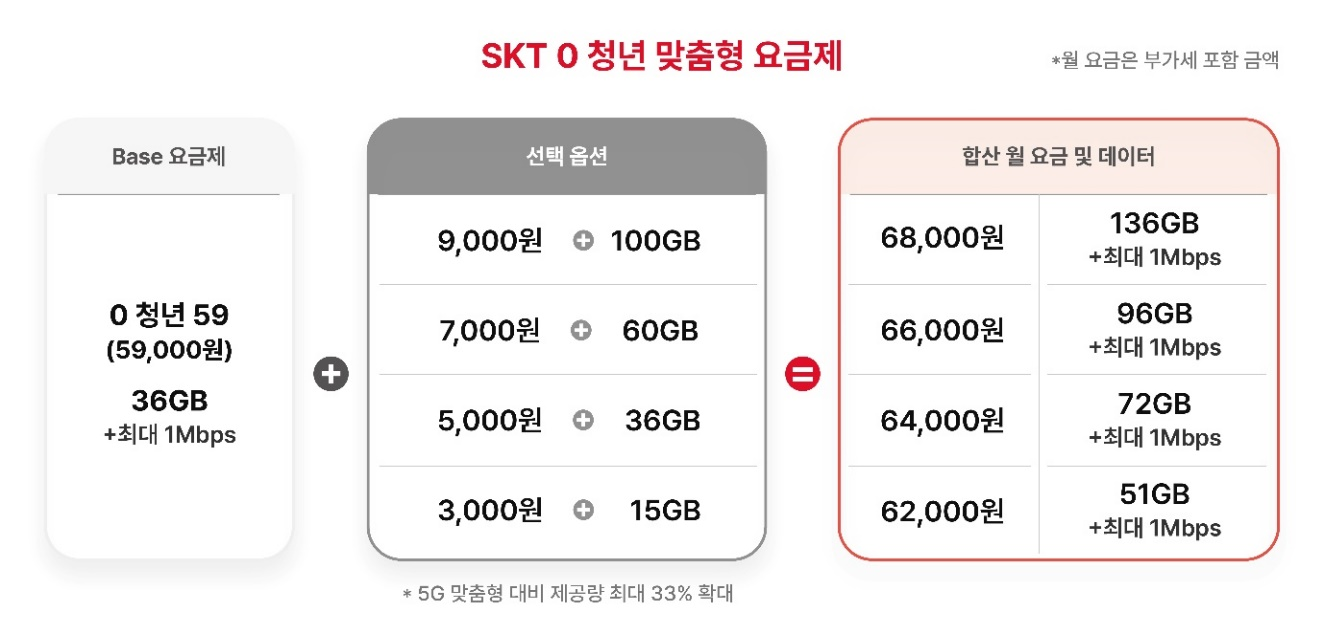 SKT 0 청년 맞춤형 요금제
*월 요금은 부가세 포함 금액
Base 요금제
0 청년 59
(59,000원)
36GB
+최대 1Mbps
+
선택 옵션
9,000원 + 100GB
7,000원 + 60GB
5,000원 + 36GB
3,000원 + 15GB
* 5G 맞춤형 대비 제공량 최대 33% 확대
=
합산 월 요금 및 데이터
68,000원 136GB
+최대 1Mbps
66,000원 96GB
+최대 1Mbps
64,000원 72GB
+최대 1Mbps
62,000원 51GB
+최대 1Mbps